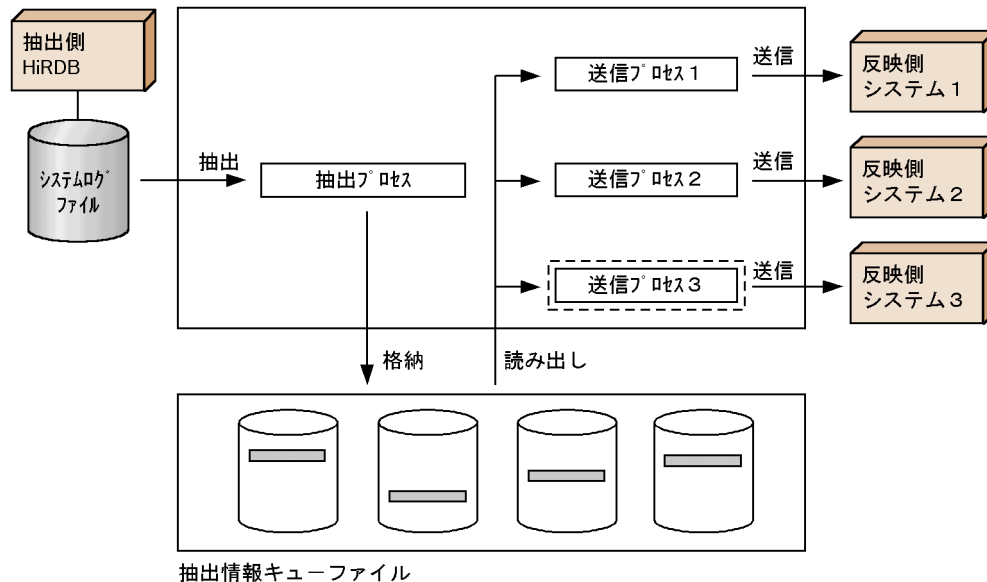 抽出側
HiRDB
システムログ
ファイル
抽出
抽出プロセス
送信プロセス1
送信
反映側
システム1
送信プロセス2
送信
反映側
システム2
送信プロセス3
送信
反映側
システム3
格納
読み出し
抽出情報キューファイル